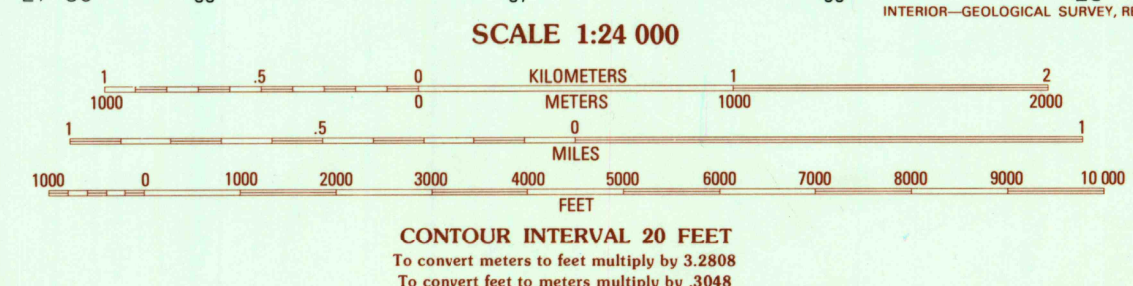 INTERIOR—GEOLOGICAL SURVEY,
SCALE 1:24 000
1 .5 0 KILOMETERS 1 2
1000 0 METERS 1000 2000
1 .5 0 1
MILES
1000 0 1000 2000 3000 4000 5000 6000 7000 8000 9000 10 000
FEET
CONTOUR INTERVAL 20 FEET
To convert meters to feet multiply by 3.2808
To convert feet to meters multiply by .3048